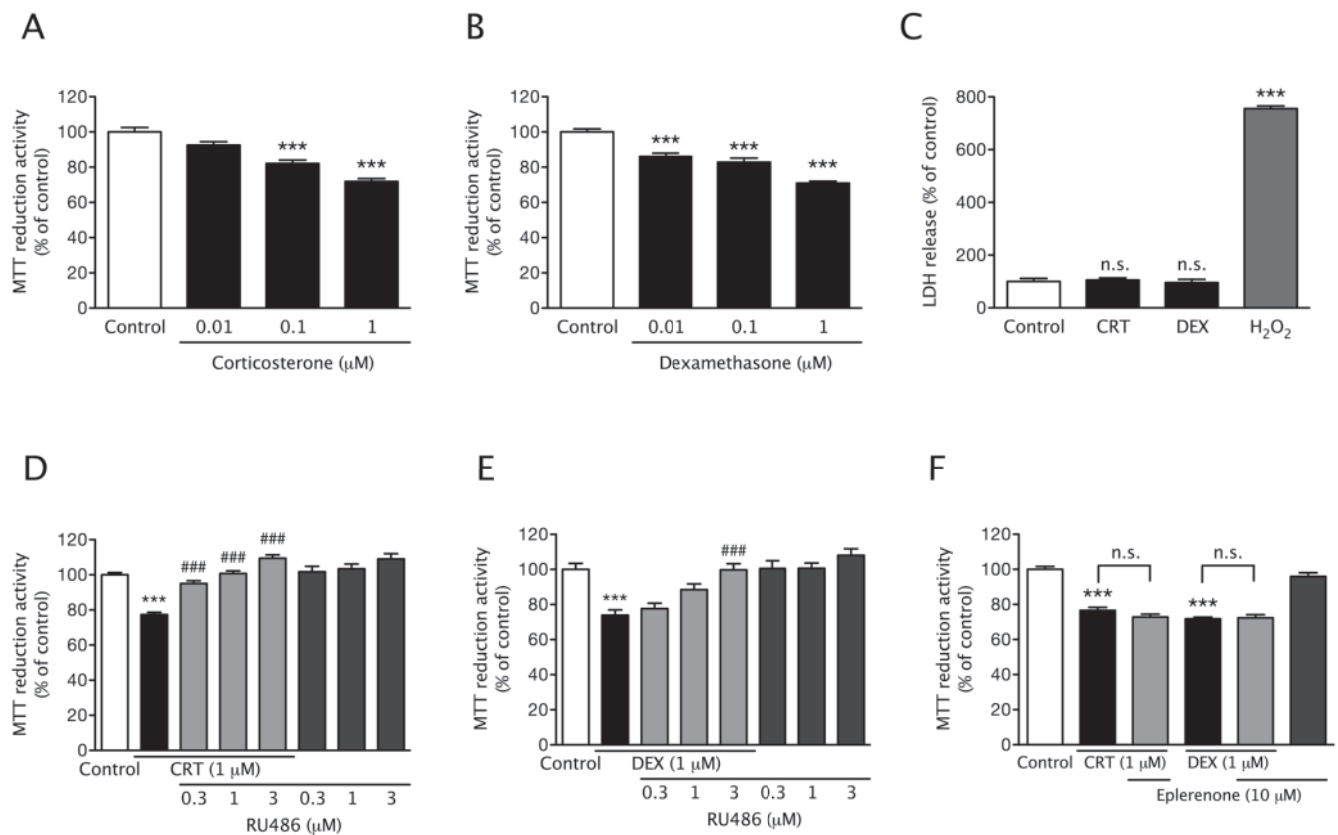 A
MTT reduction activity
(% of control)
120
100
80
60
40
20
0
***
***
Control
0.01
0.1
1
Corticosterone (μM)
B
MTT reduction activity
(% of control)
120
100
80
60
40
20
0
***
***
***
Control
0.01
0.1
1
Dexamethasone (μM)
C
LDH release (% of control)
800
600
400
200
0
n.s.
n.s.
***
Control
CRT
DEX
H₂O₂
D
MTT reduction activity
(% of control)
120
100
80
60
40
20
0
***
###
###
###
Control
CRT (1 μM)
0.3
1
3
0.3
1
3
RU486 (μM)
E
MTT reduction activity
(% of control)
120
100
80
60
40
20
0
***
###
Control
DEX (1 μM)
0.3
1
3
0.3
1
3
RU486 (μM)
F
MTT reduction activity
(% of control)
120
100
80
60
40
20
0
n.s.
n.s.
***
***
Control
CRT (1 μM)
DEX (1 μM)
Eplerenone (10 μM)